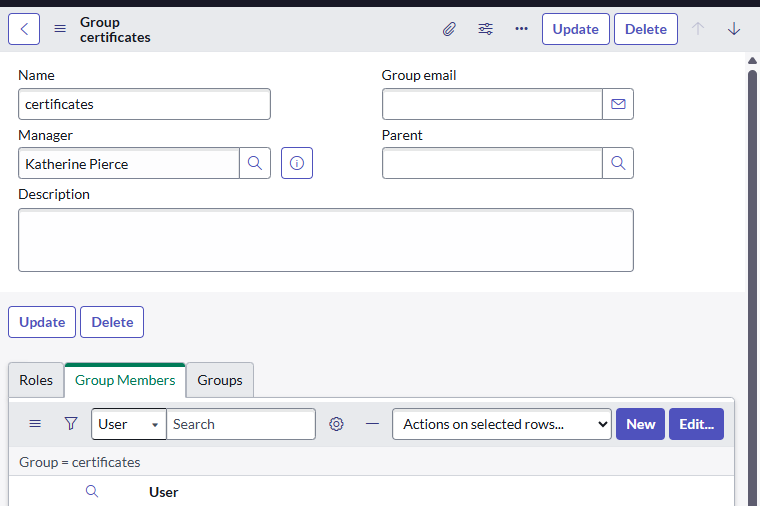 Group
certificates
Update
Delete
Name
Group email
certificates
Manager
Parent
Katherine Pierce
Description
Update
Delete
Roles
Group Members
Groups
User
Search
Actions on selected rows...
New
Edit...
Group = certificates
User